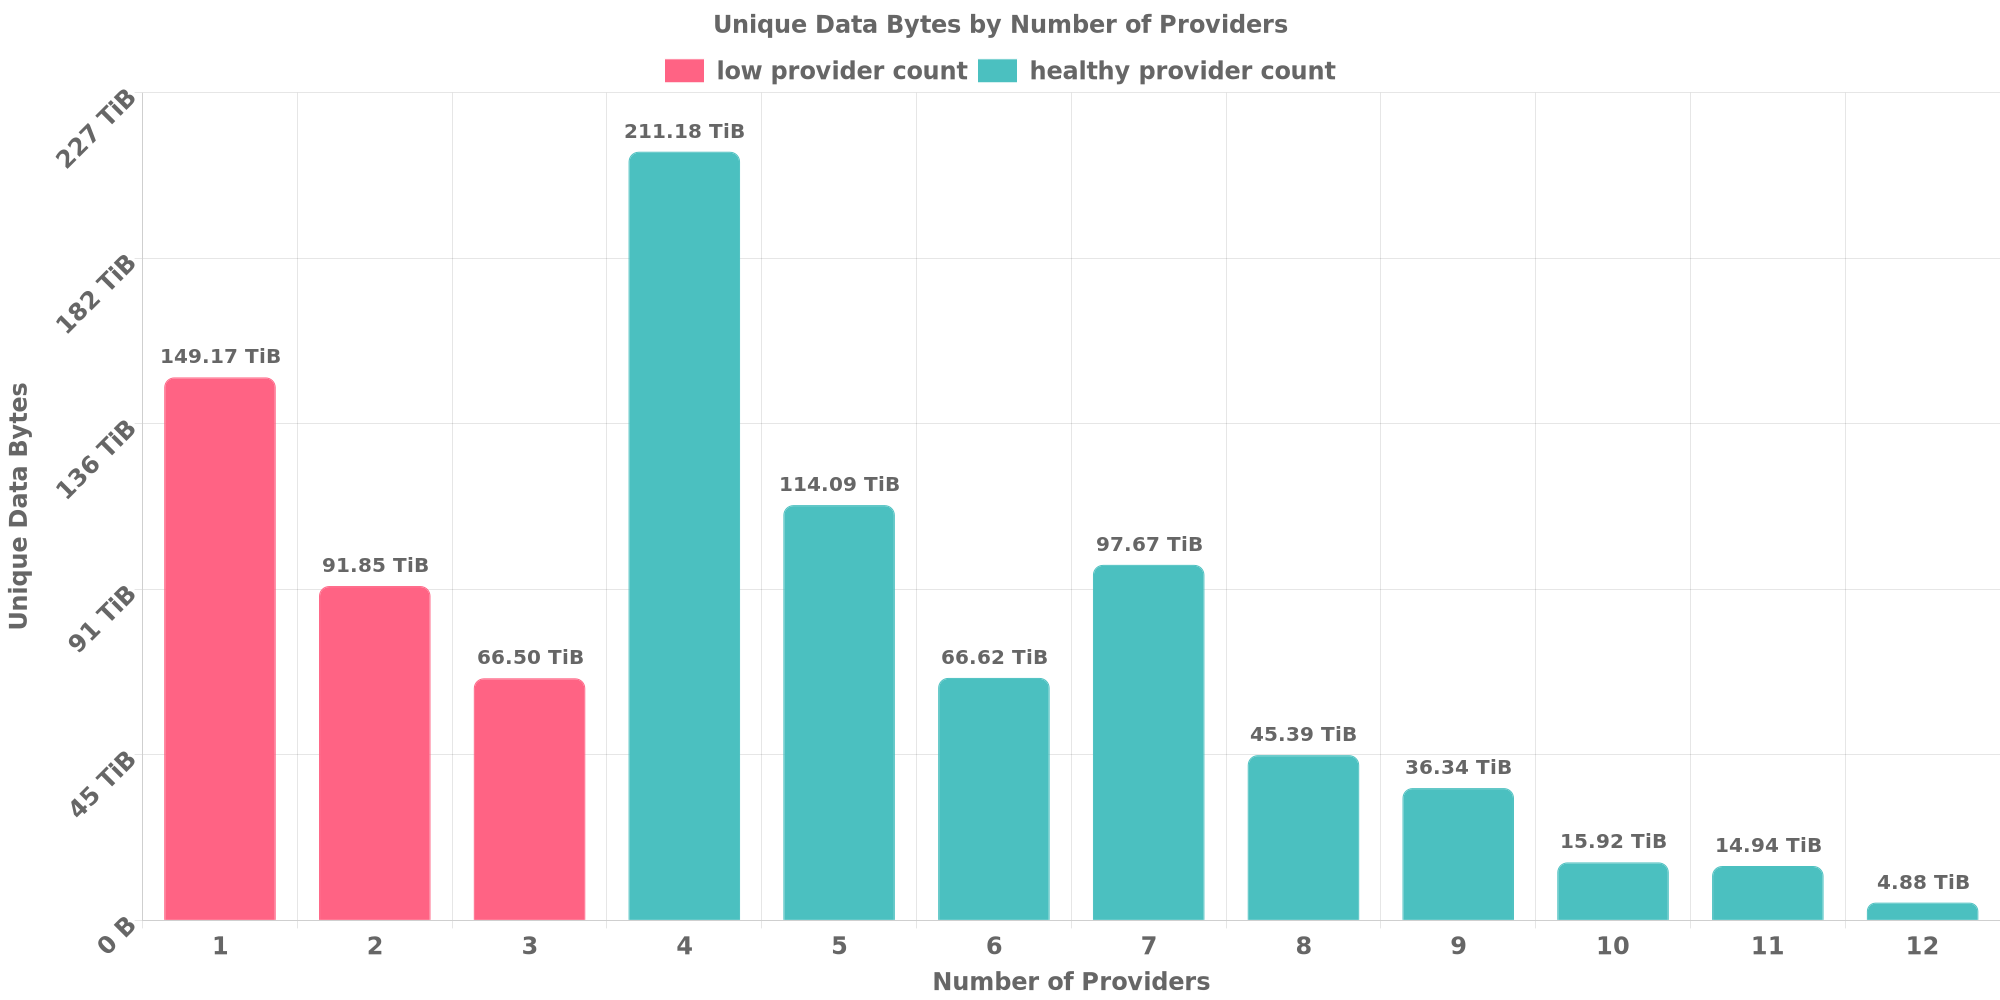 Unique Data Bytes by Number of Providers
low provider count healthy provider count
227 TiB
182 TiB
136 TiB
91 TiB
45 TiB
0 B
Unique Data Bytes
149.17 TiB
91.85 TiB
66.50 TiB
211.18 TiB
114.09 TiB
66.62 TiB
97.67 TiB
45.39 TiB
36.34 TiB
15.92 TiB
14.94 TiB
4.88 TiB
1 2 3 4 5 6 7 8 9 10 11 12
Number of Providers